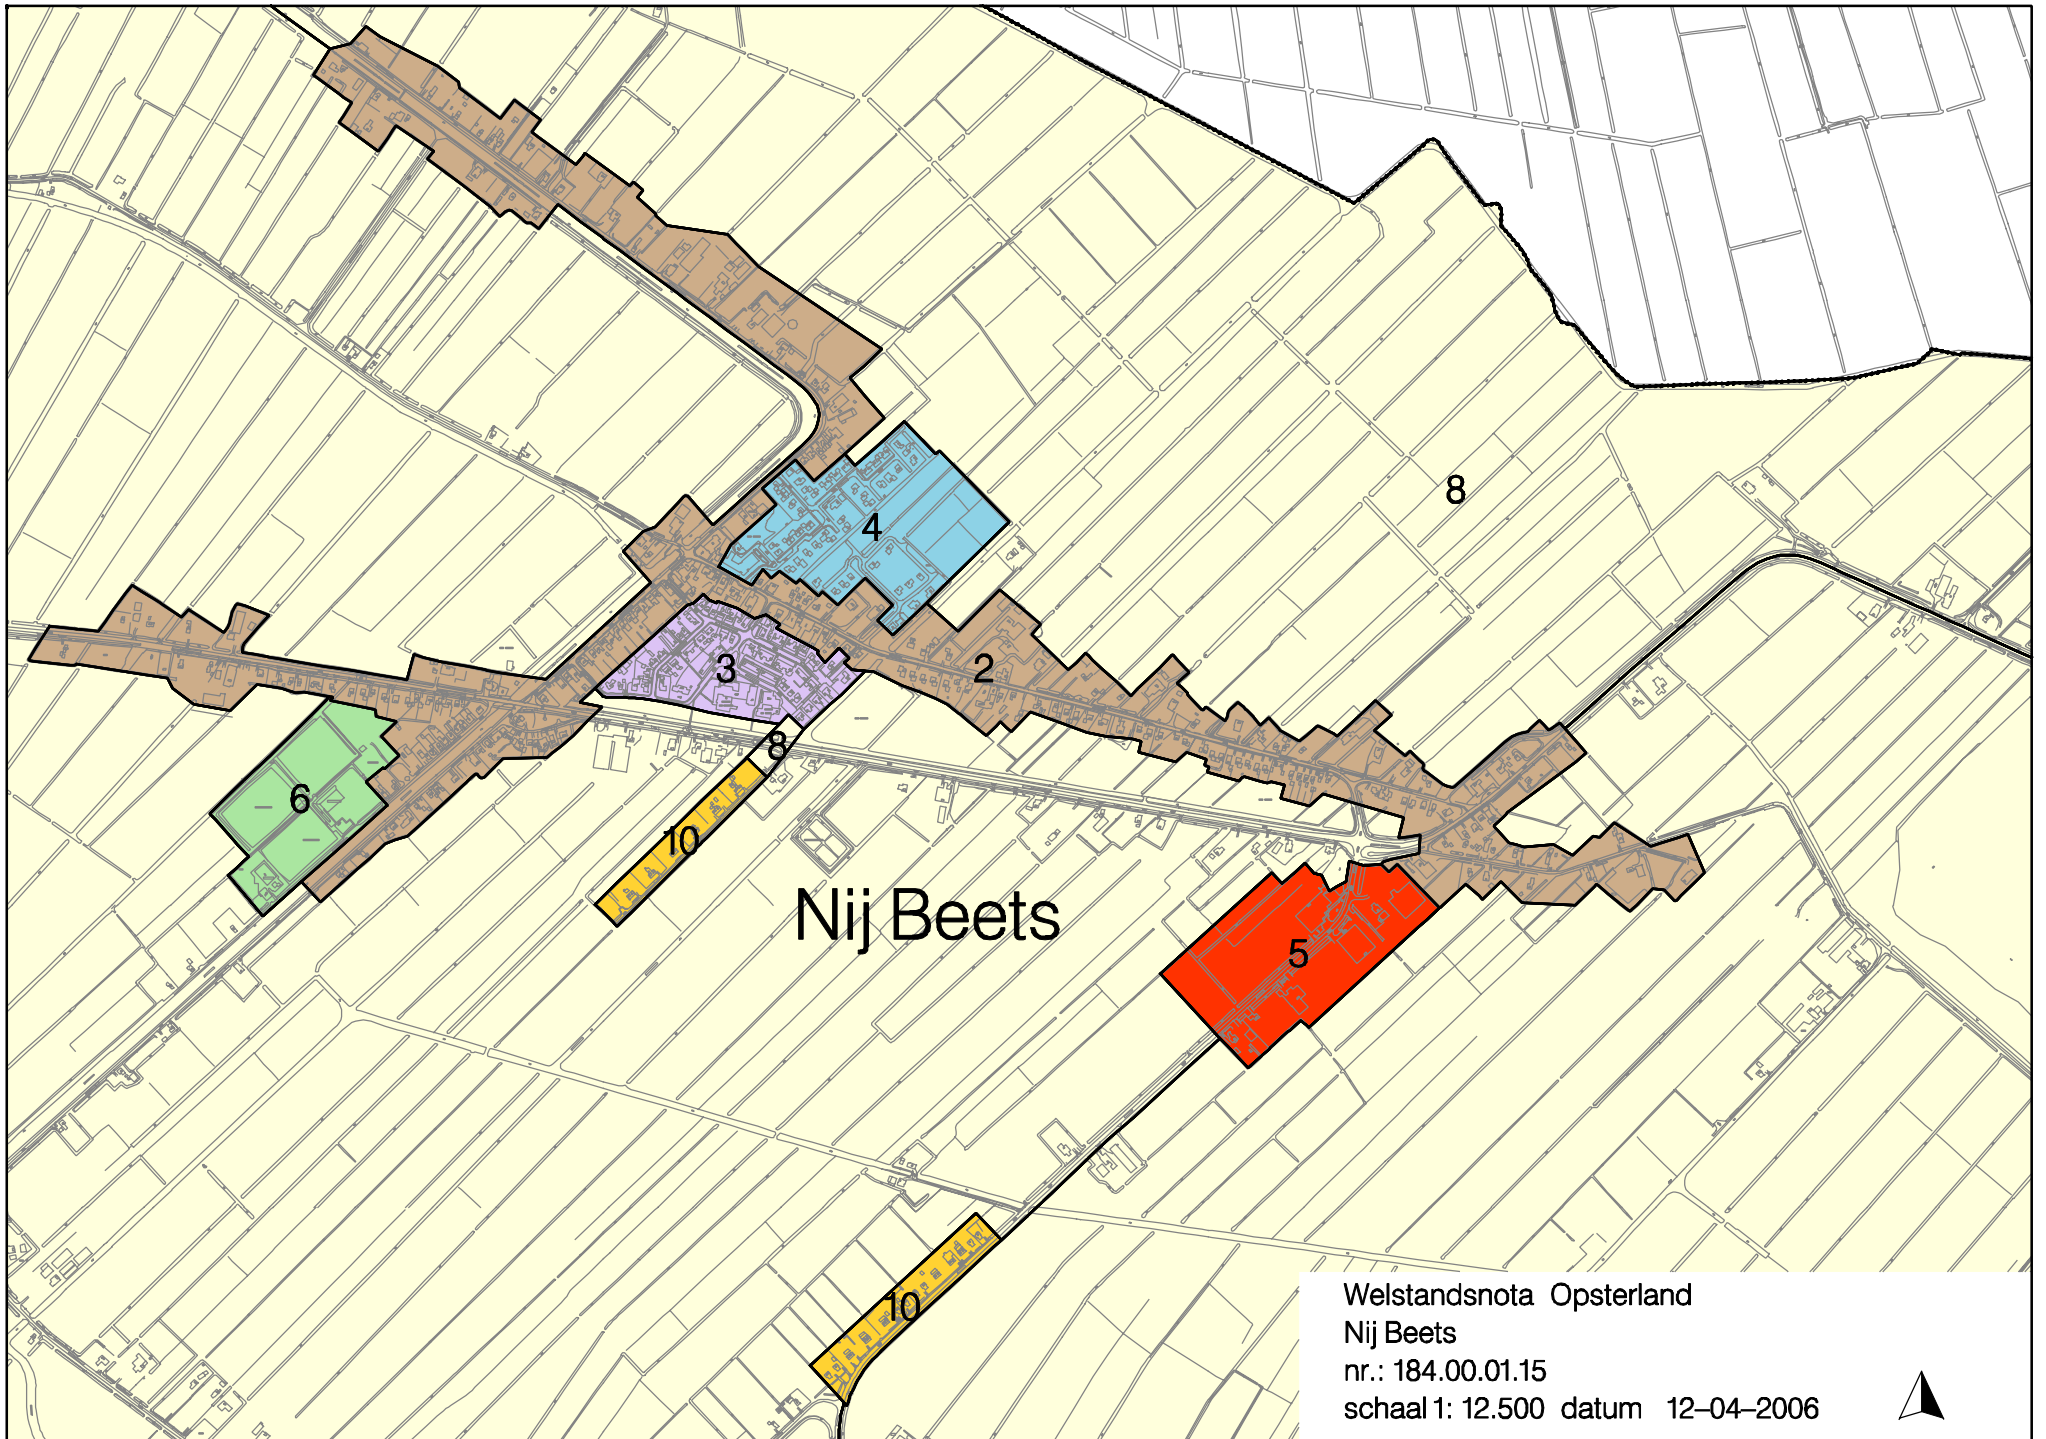 8
4
3
2
8
6
10
Nij Beets
5
10
Welstandsnota Opsterland
Nij Beets
nr.: 184.00.01.15
schaal 1: 12.500 datum 12–04–2006